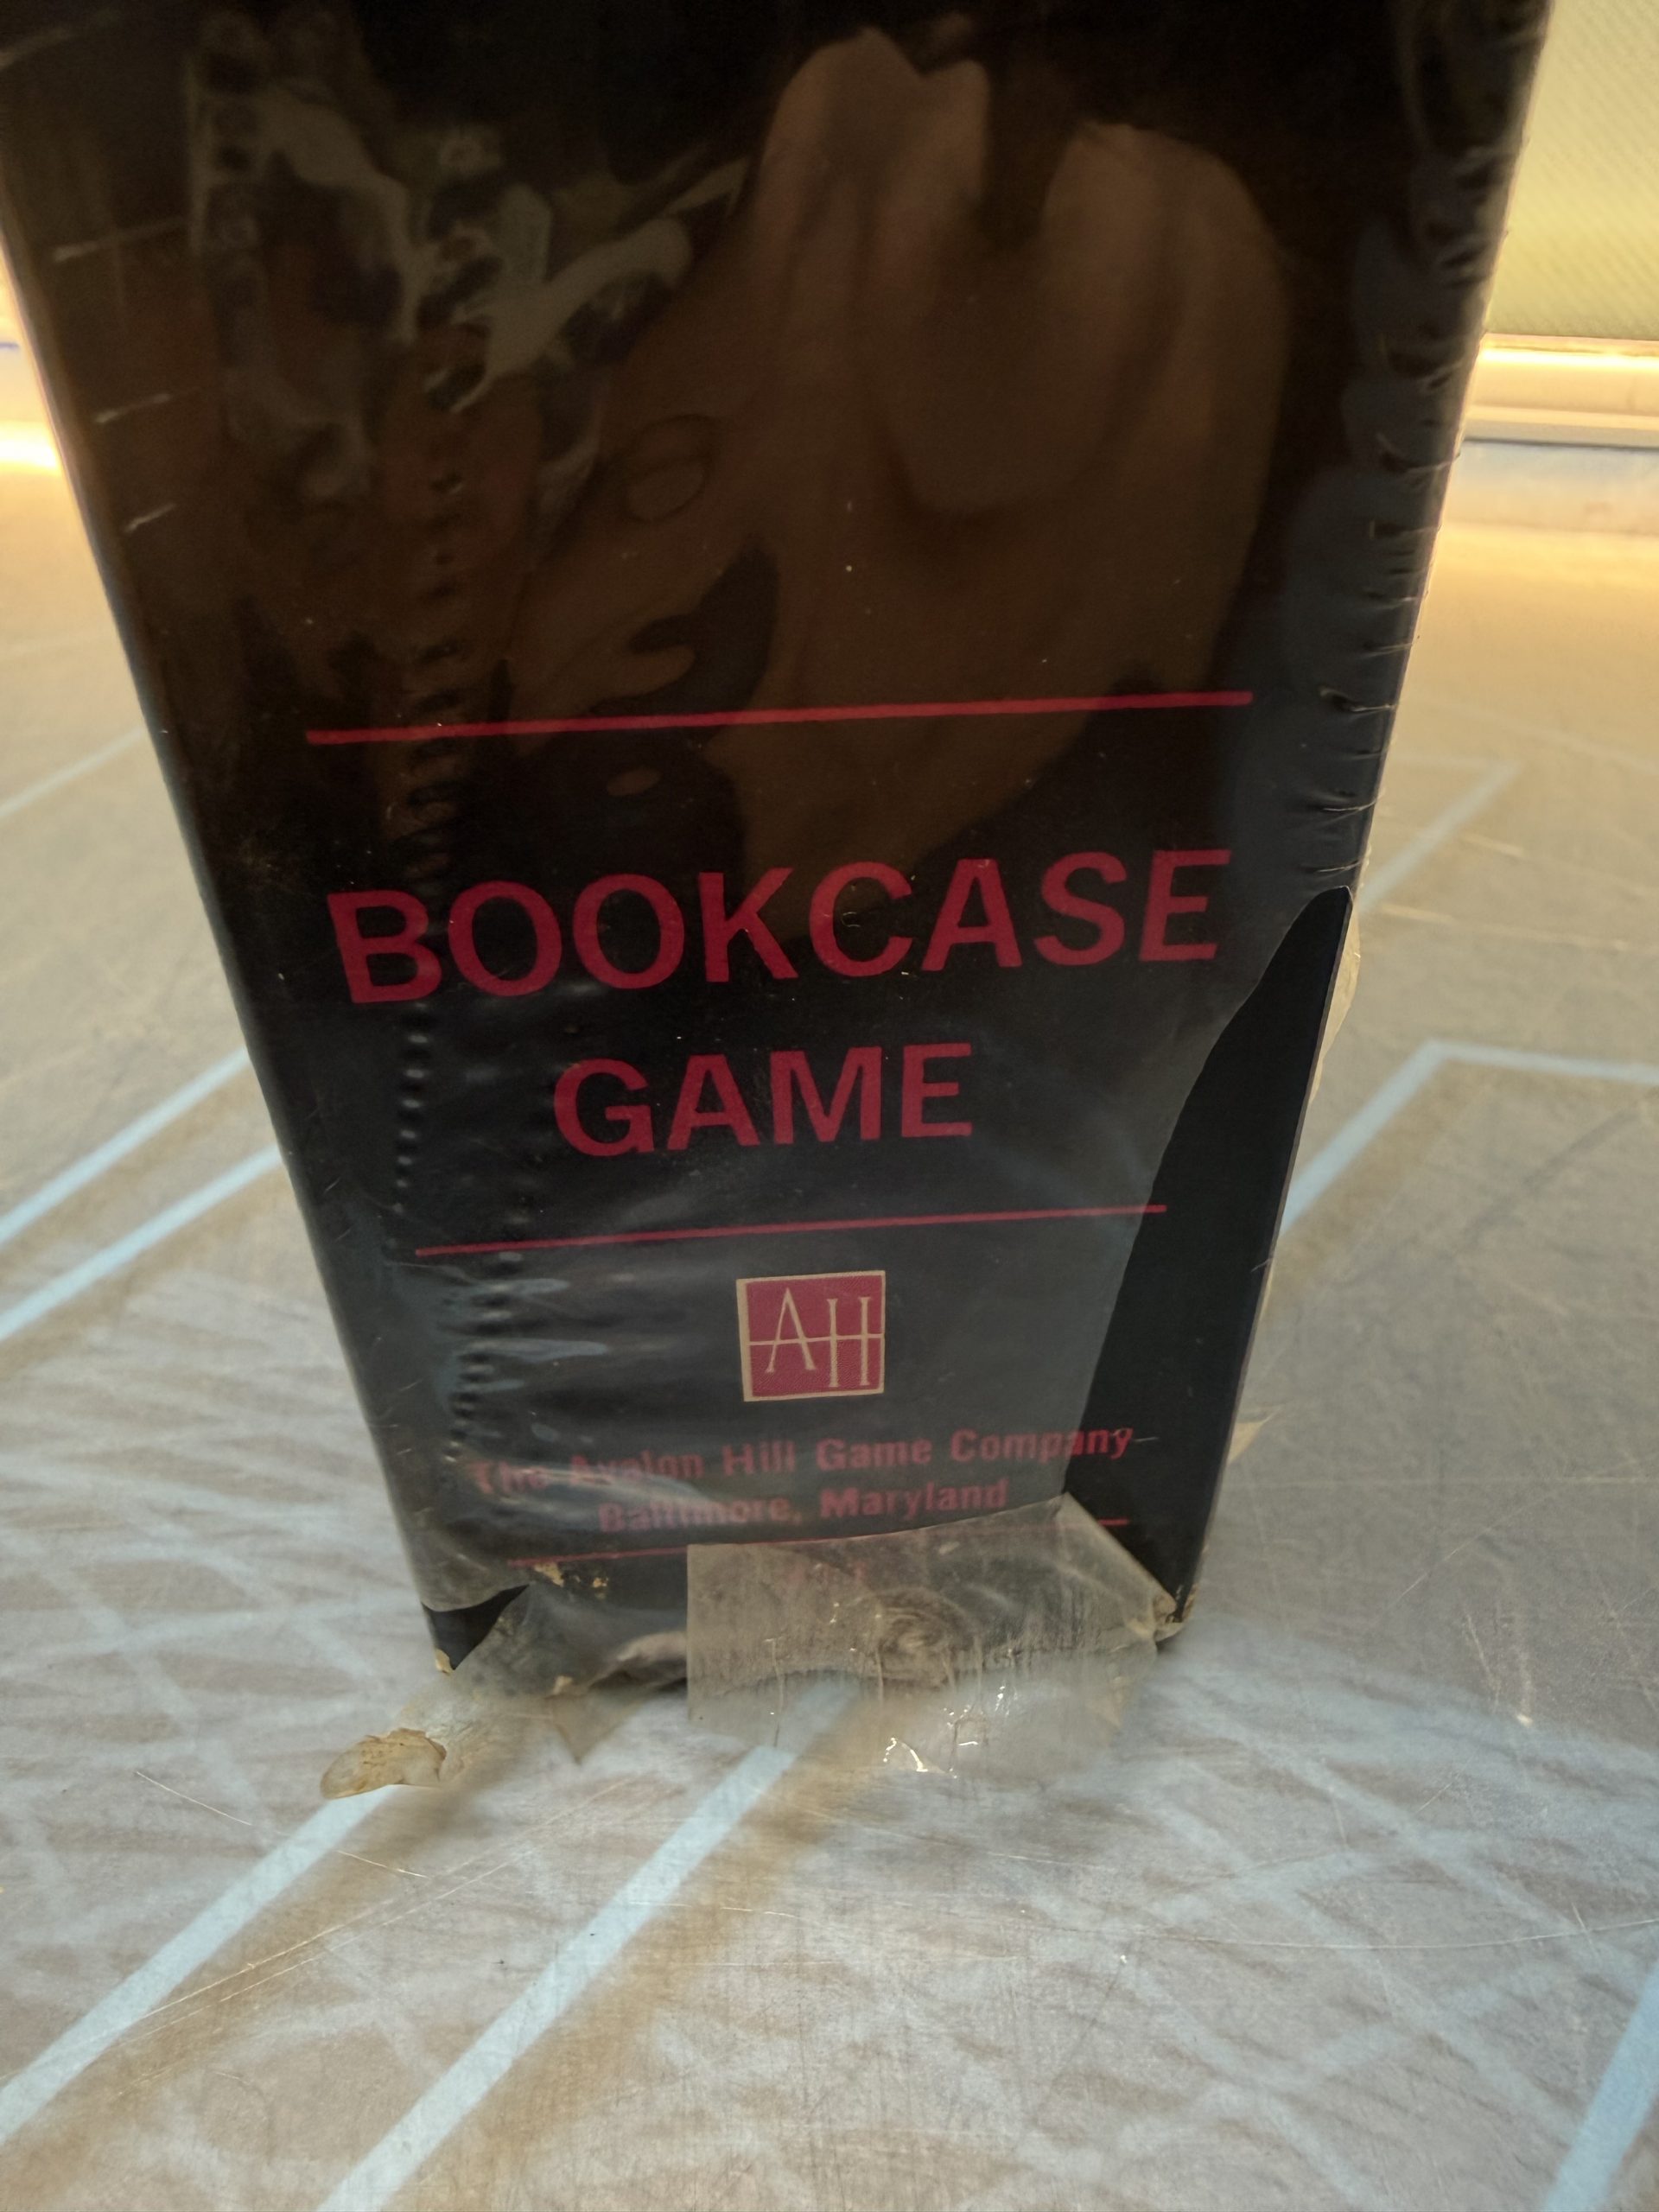 BOOKCASE
GAME
AH
The Avalon Hill Game Company
Baltimore, Maryland